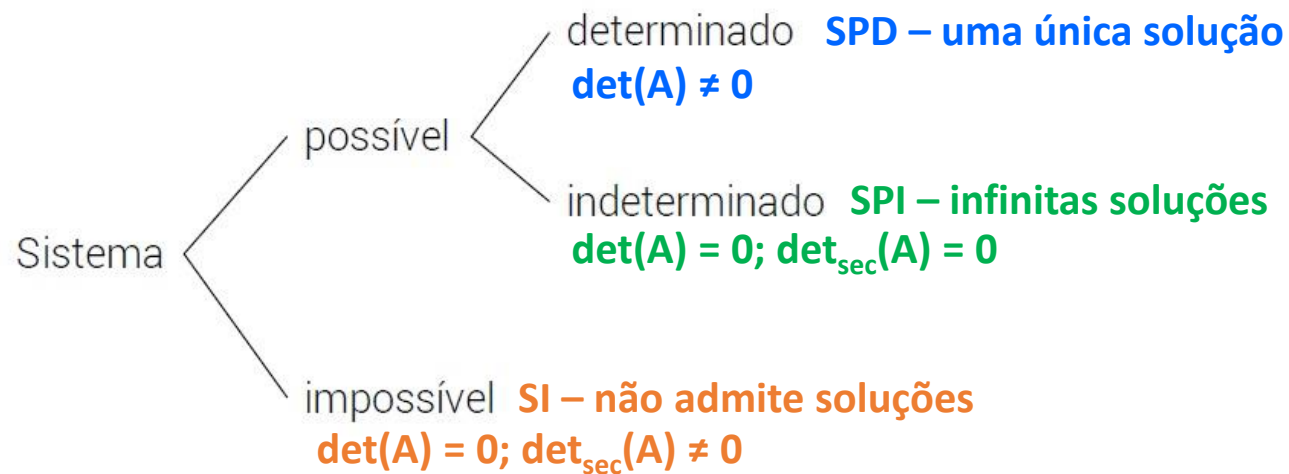 determinado SPD – uma única solução
det(A) ≠ 0
possível
indeterminado SPI – infinitas soluções
det(A) = 0; detsec(A) = 0
Sistema
impossível SI – não admite soluções
det(A) = 0; detsec(A) ≠ 0